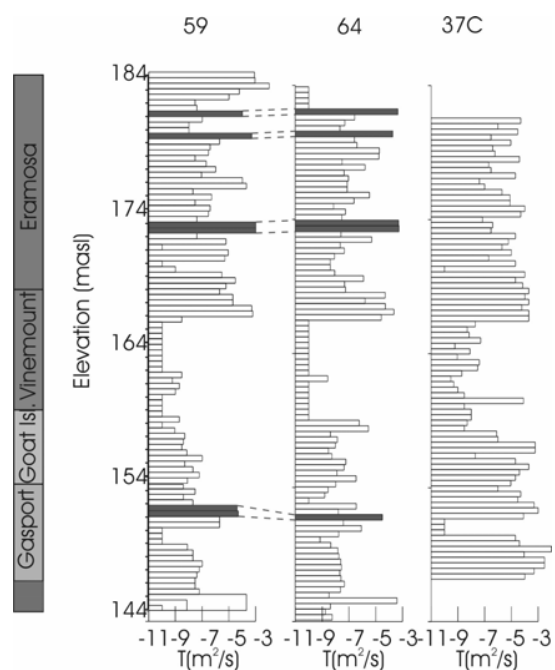 59 64 37C
184
174
164
154
144
Elevation (masl)
Eramosa
Vinemount
Goat Isl.
Gasport
-11 -9 -7 -5 -3 -11 -9 -7 -5 -3 -11 -9 -7 -5 -3
T(m²/s) T(m²/s) T(m²/s)